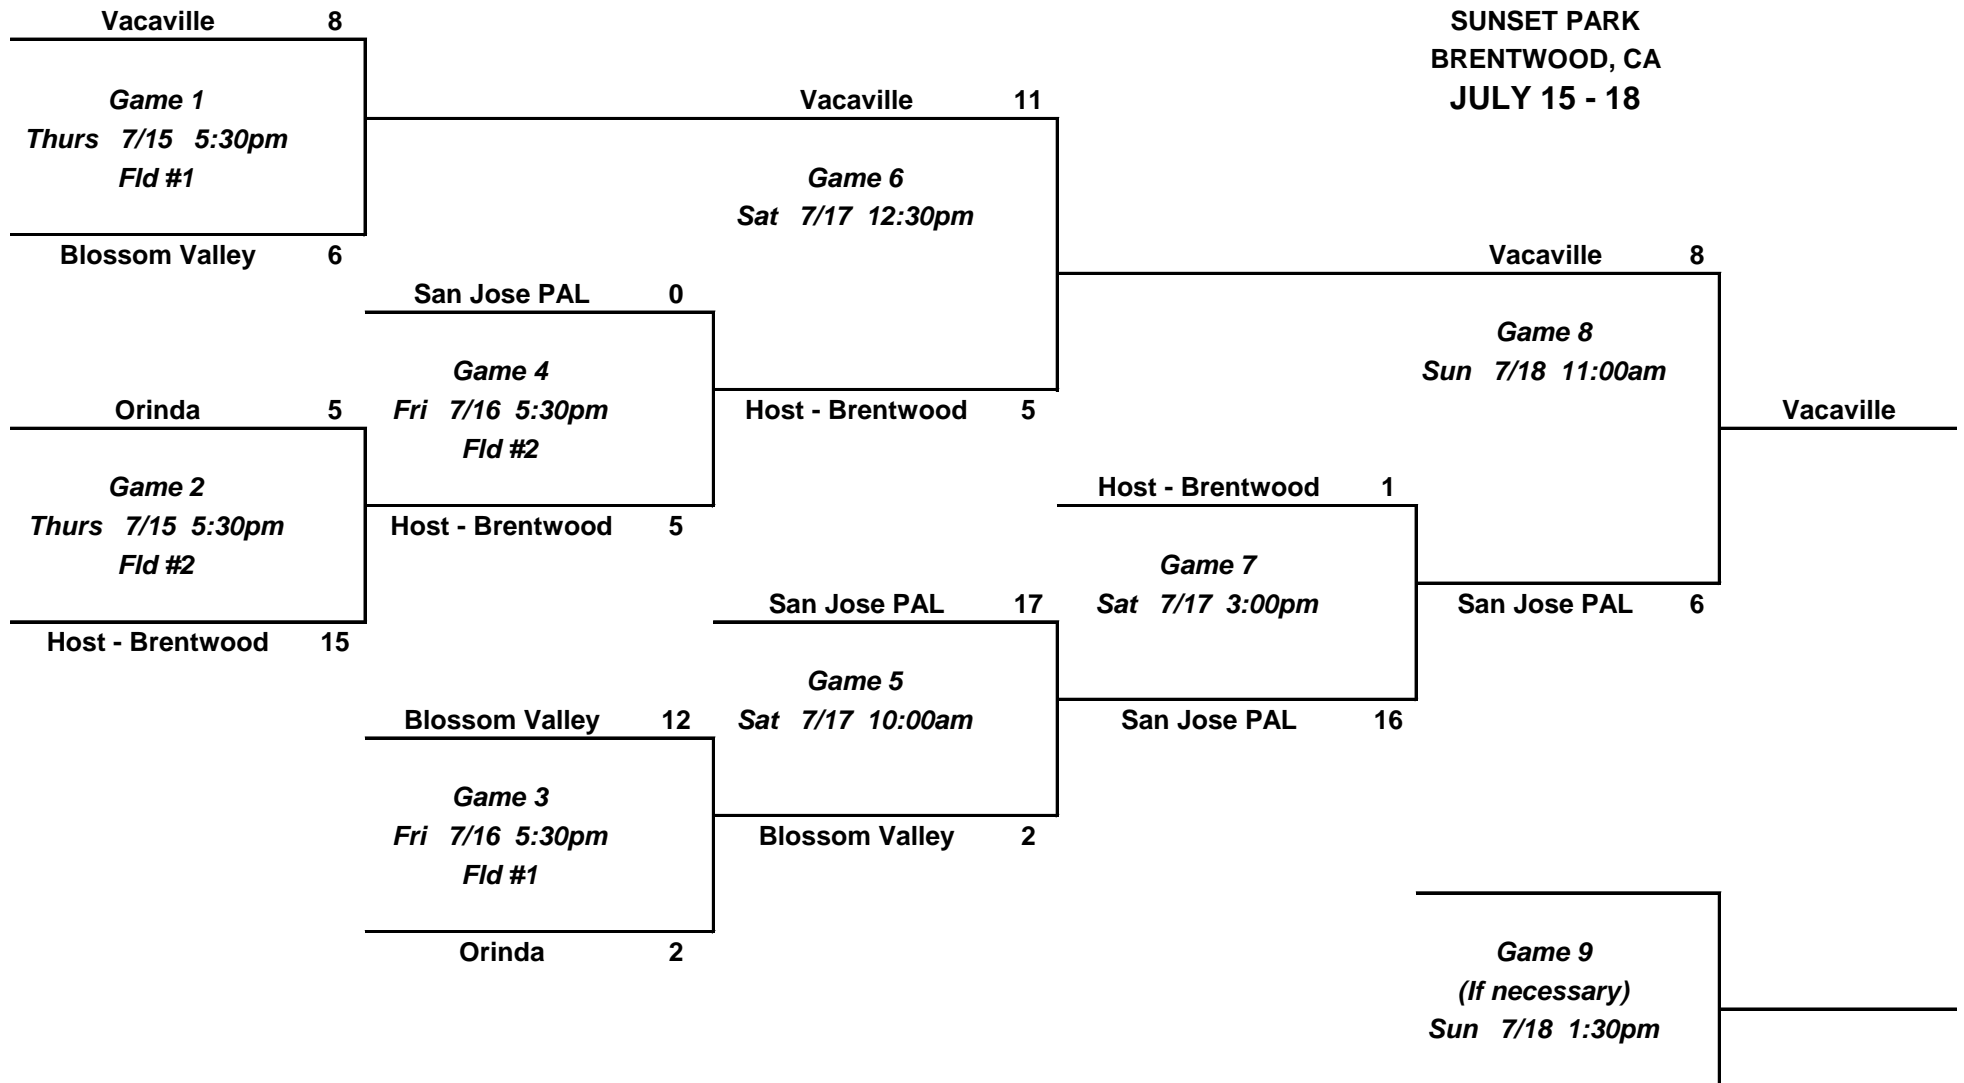 Vacaville 8
SUNSET PARK
BRENTWOOD, CA
JULY 15 - 18
Game 1
Thurs 7/15 5:30pm
Fld #1
Blossom Valley 6
Vacaville 11
Game 6
Sat 7/17 12:30pm
San Jose PAL 0
Game 4
Fri 7/16 5:30pm
Fld #2
Host - Brentwood 5
Orinda 5
Game 2
Thurs 7/15 5:30pm
Fld #2
Host - Brentwood 15
Host - Brentwood 5
Vacaville 8
Game 8
Sun 7/18 11:00am
Vacaville
Host - Brentwood 1
Game 7
Sat 7/17 3:00pm
San Jose PAL 6
San Jose PAL 17
Game 5
Sat 7/17 10:00am
San Jose PAL 16
Blossom Valley 12
Game 3
Fri 7/16 5:30pm
Fld #1
Orinda 2
Blossom Valley 2
Game 9
(If necessary)
Sun 7/18 1:30pm